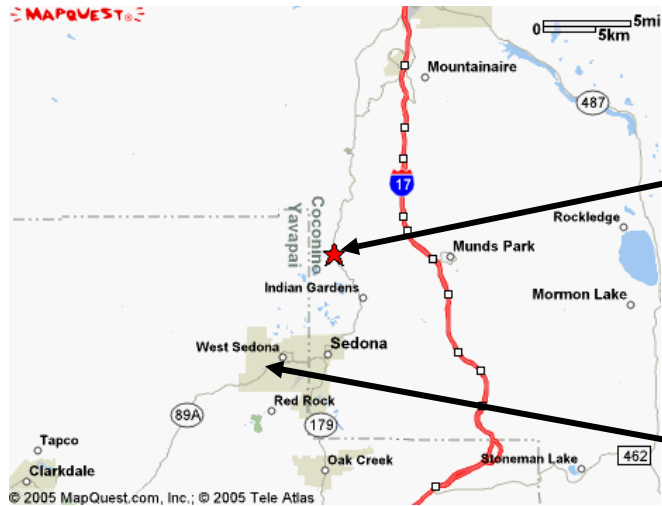 MAPQUEST
5mi
0
5km
Mountainaire
487
17
Coconino
Yavapai
Rockledge
Munds Park
Indian Gardens
Mormon Lake
West Sedona
Sedona
Red Rock
89A
179
Tapco
Oak Creek
462
Stoneman Lake
Clarkdale
© 2005 MapQuest.com, Inc.; © 2005 Tele Atlas